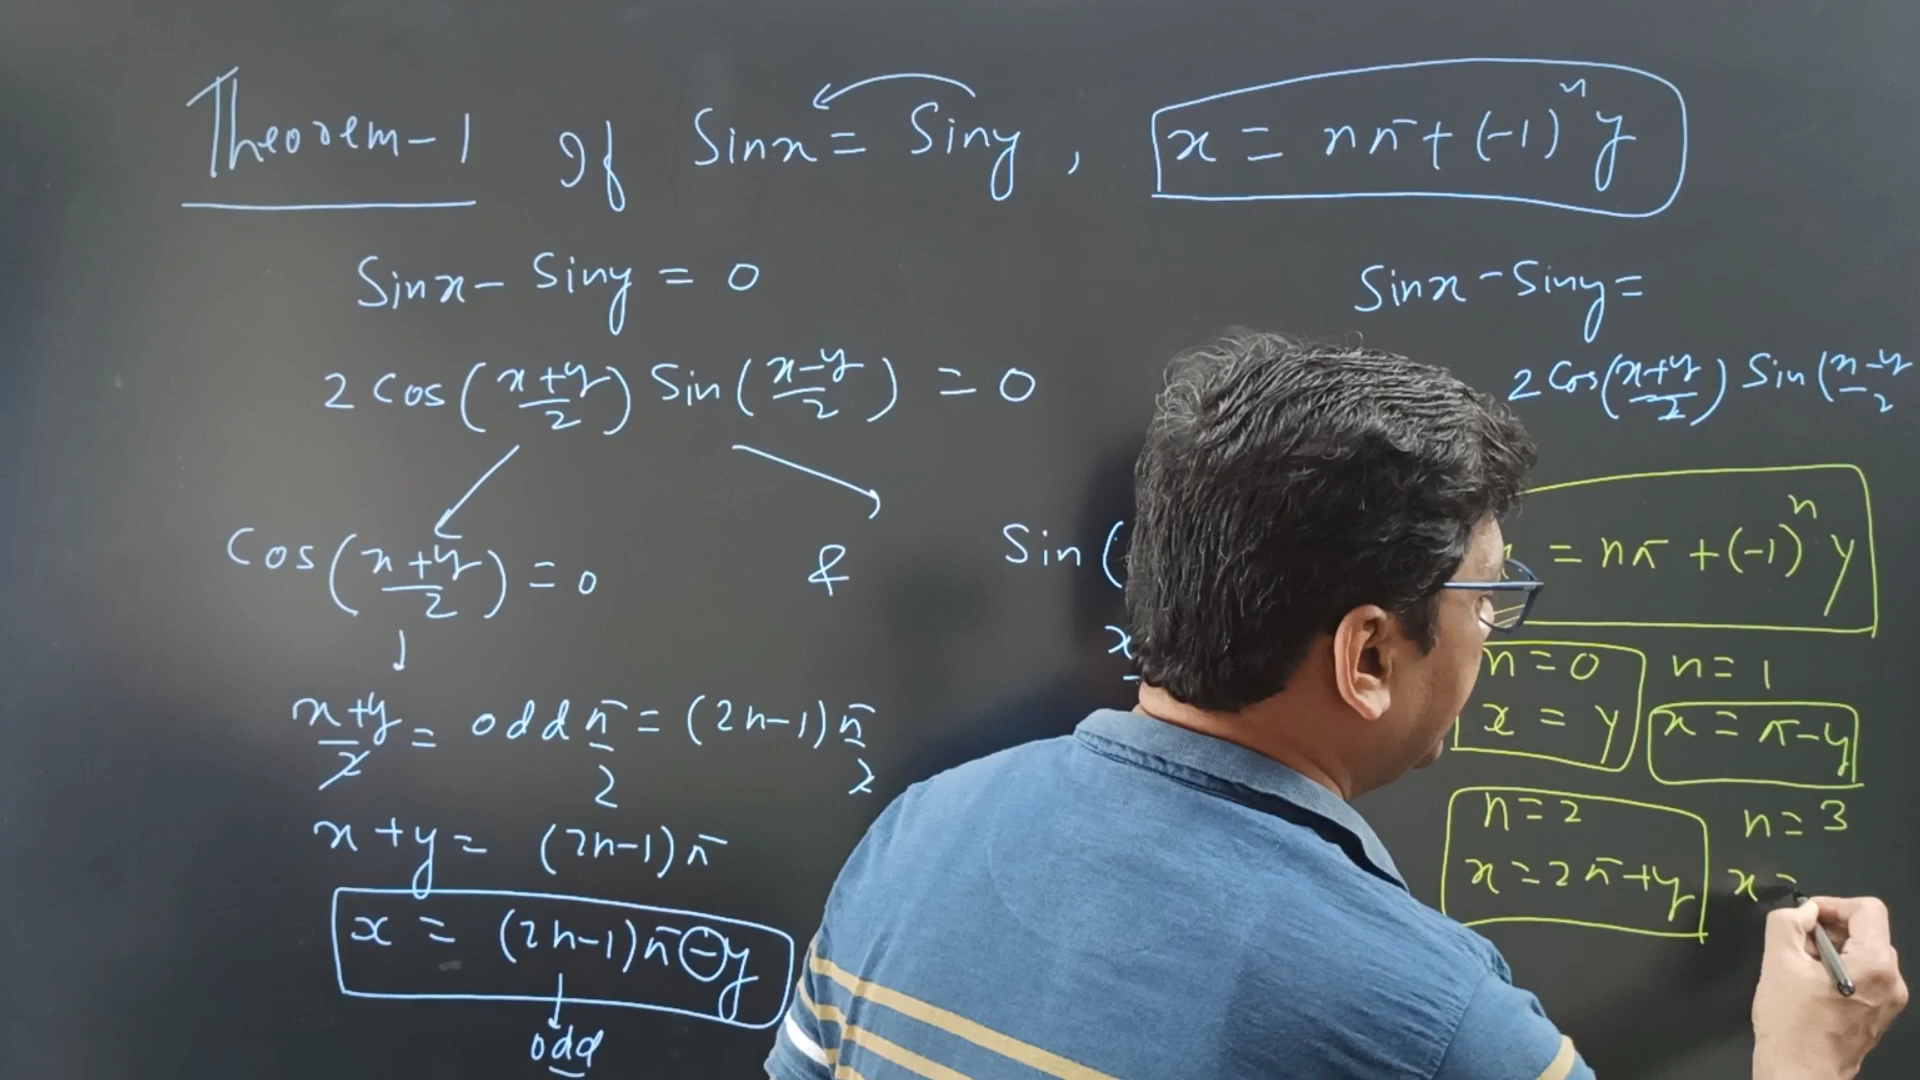 Theorem-1 If Sinx = Siny, x = nπ + (-1)ⁿ y
Sinx - Siny = 0
2 Cos(x+y/2) Sin(x-y/2) = 0
Cos(x+y/2) = 0 & Sin(
x+y/2 = odd π/2 = (2n-1) π/2
x+y = (2n-1)π
x = (2n-1)π - y
odd
x
Sinx - Siny =
2 Cos(x+y/2) Sin(x-y/2
= nπ + (-1)ⁿ y
n = 0
x = y
n = 1
x = π - y
n = 2
x = 2π + y
n = 3
x =